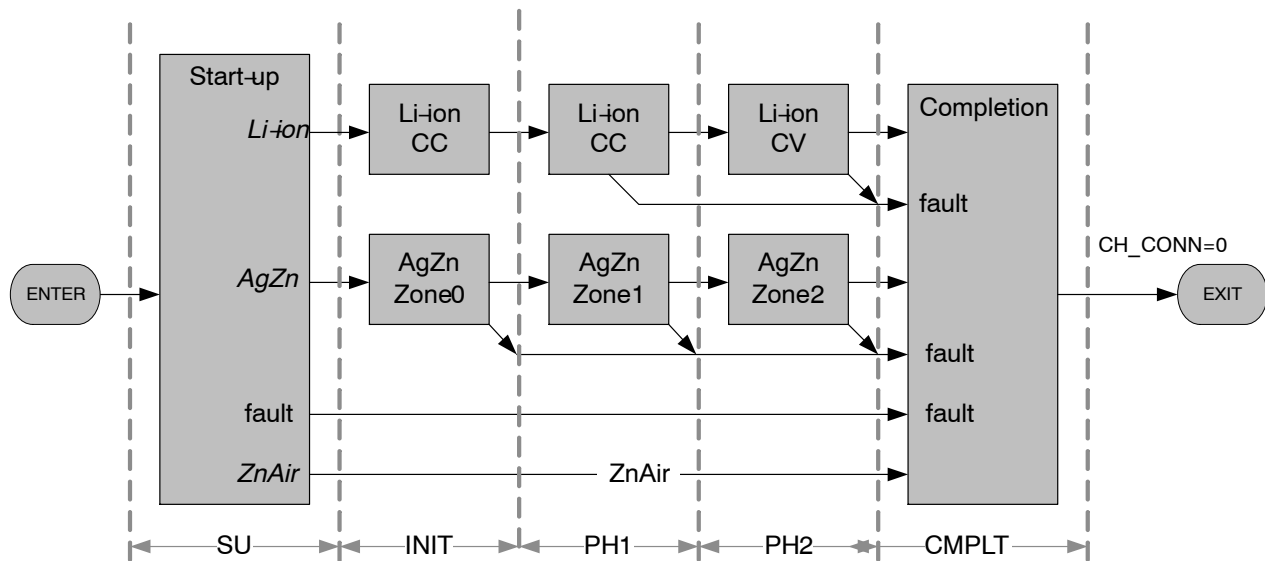 Start-up
Li-ion
Li-ion
CC
Li-ion
CC
Li-ion
CV
Completion
fault
CH_CONN=0
ENTER
AgZn
AgZn
Zone0
AgZn
Zone1
AgZn
Zone2
EXIT
fault
fault
fault
ZnAir
ZnAir
SU
INIT
PH1
PH2
CMPLT